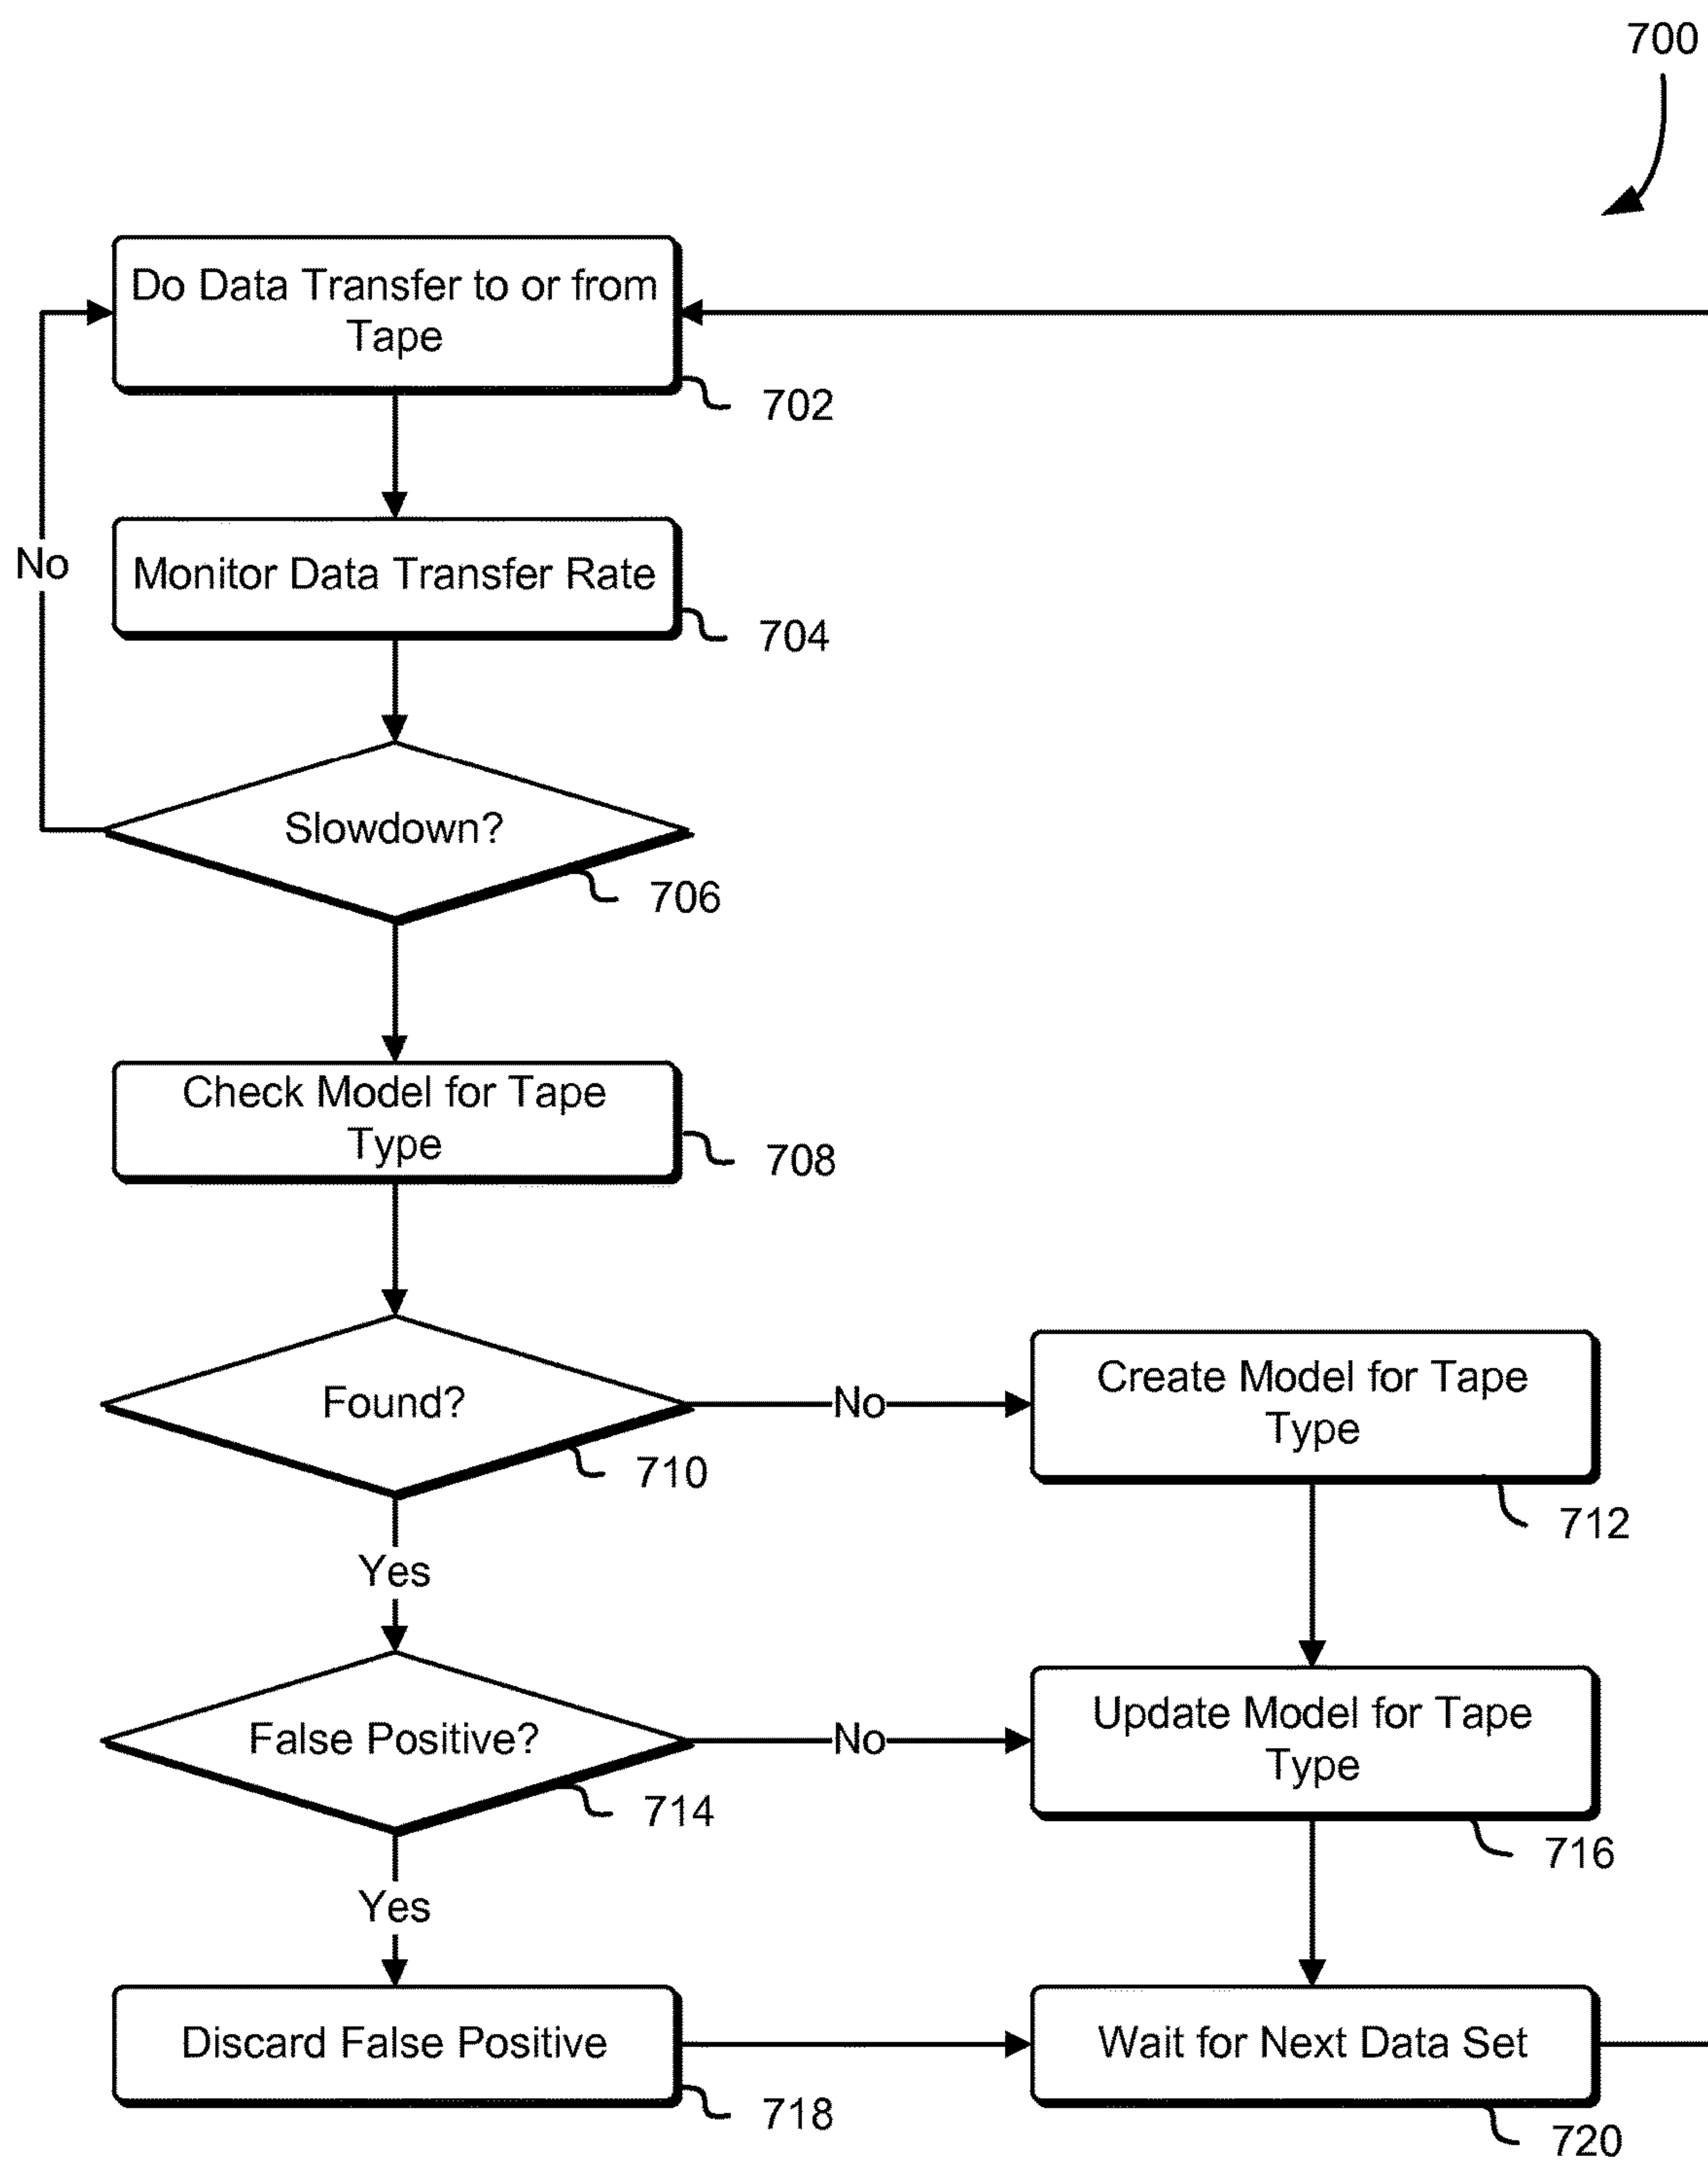 700
Do Data Transfer to or from
Tape
702
No
Monitor Data Transfer Rate
704
Slowdown?
706
Check Model for Tape
Type
708
Found?
710
No
Create Model for Tape
Type
712
Yes
False Positive?
714
No
Update Model for Tape
Type
716
Yes
Discard False Positive
718
Wait for Next Data Set
720